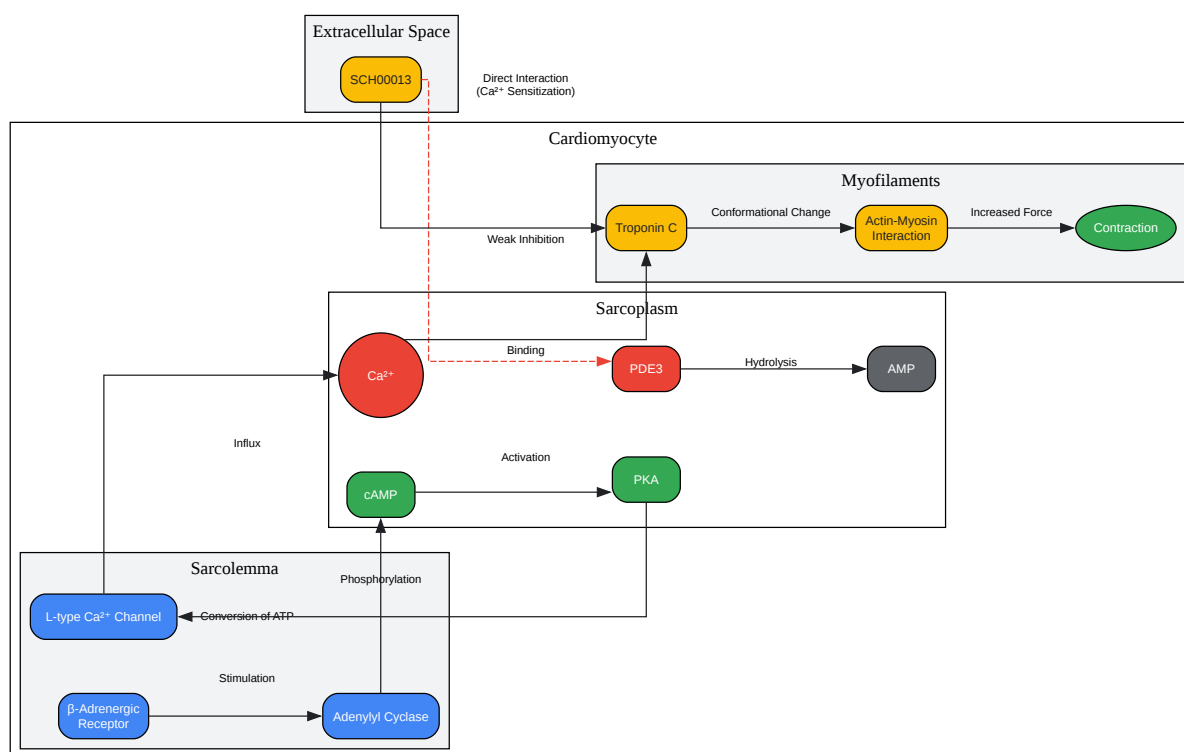 Extracellular Space
SCH00013
Direct Interaction
(Ca²⁺ Sensitization)
Cardiomyocyte
Myofilaments
Troponin C
Conformational Change
Actin-Myosin
Interaction
Increased Force
Contraction
Weak Inhibition
Sarcoplasm
Ca²⁺
Binding
PDE3
Hydrolysis
AMP
Influx
Activation
cAMP
PKA
Sarcolemma
Phosphorylation
L-type Ca²⁺ Channel
Conversion of ATP
Stimulation
β-Adrenergic
Receptor
Adenylyl Cyclase